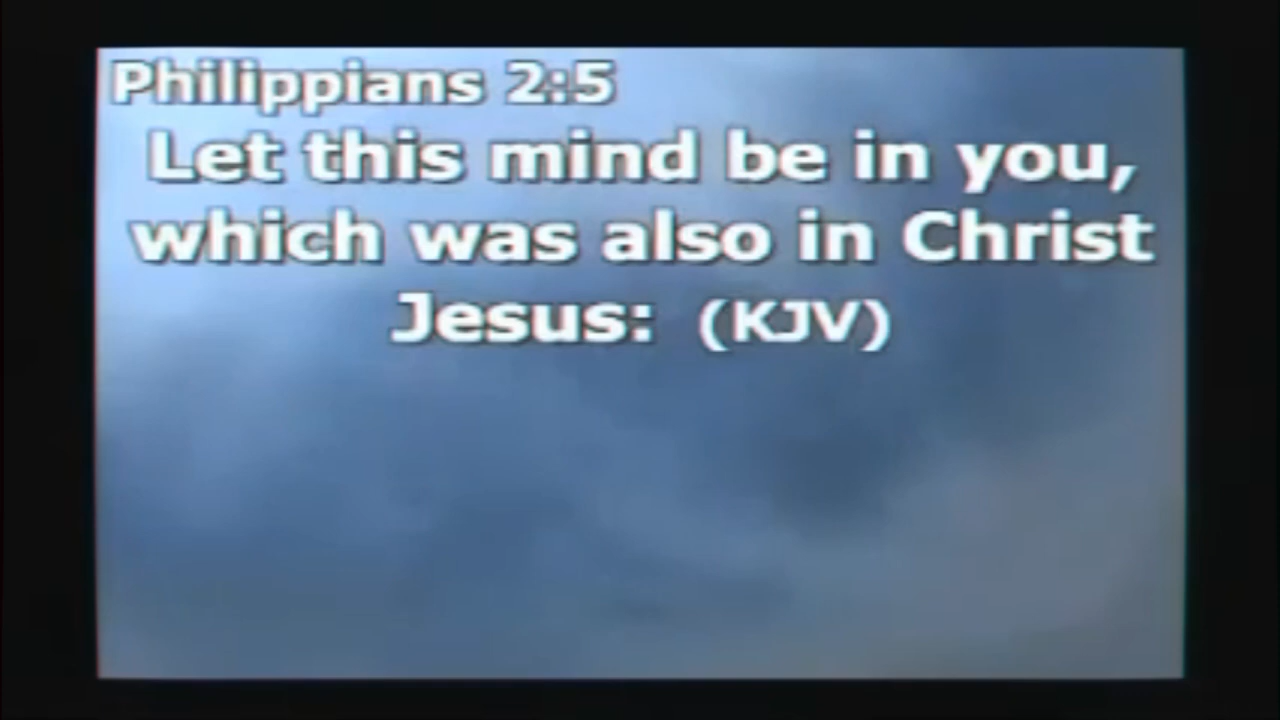 Philippians 2:5
Let this mind be in you,
which was also in Christ
Jesus: (KJV)